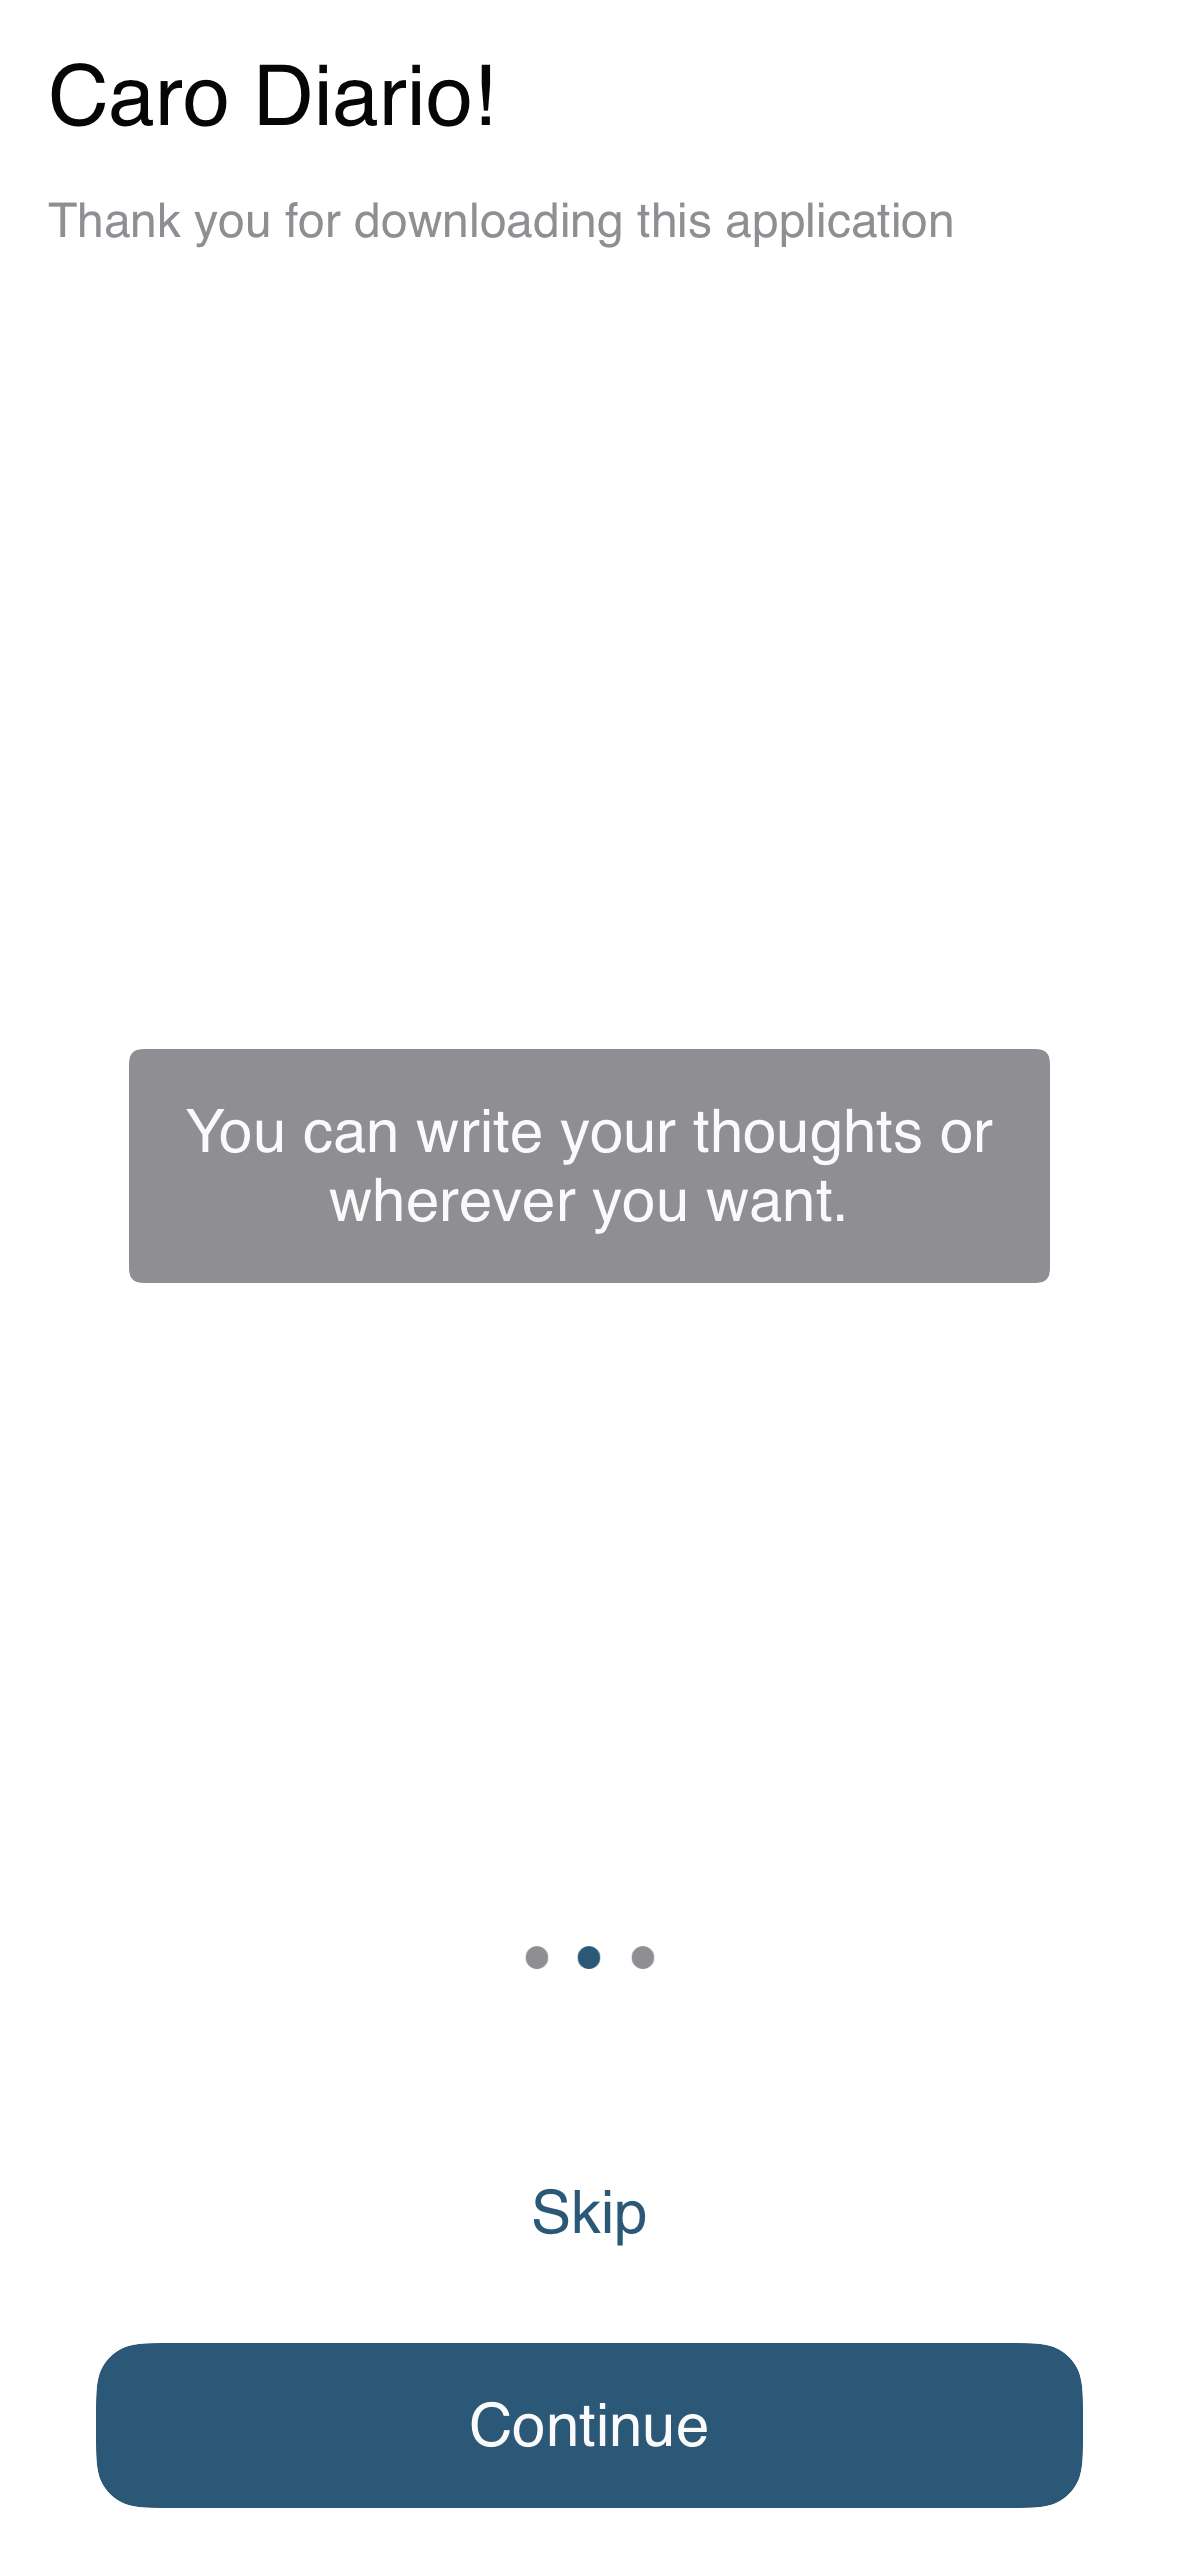 Caro Diario!
Thank you for downloading this application
You can write your thoughts or
wherever you want.
Skip
Continue